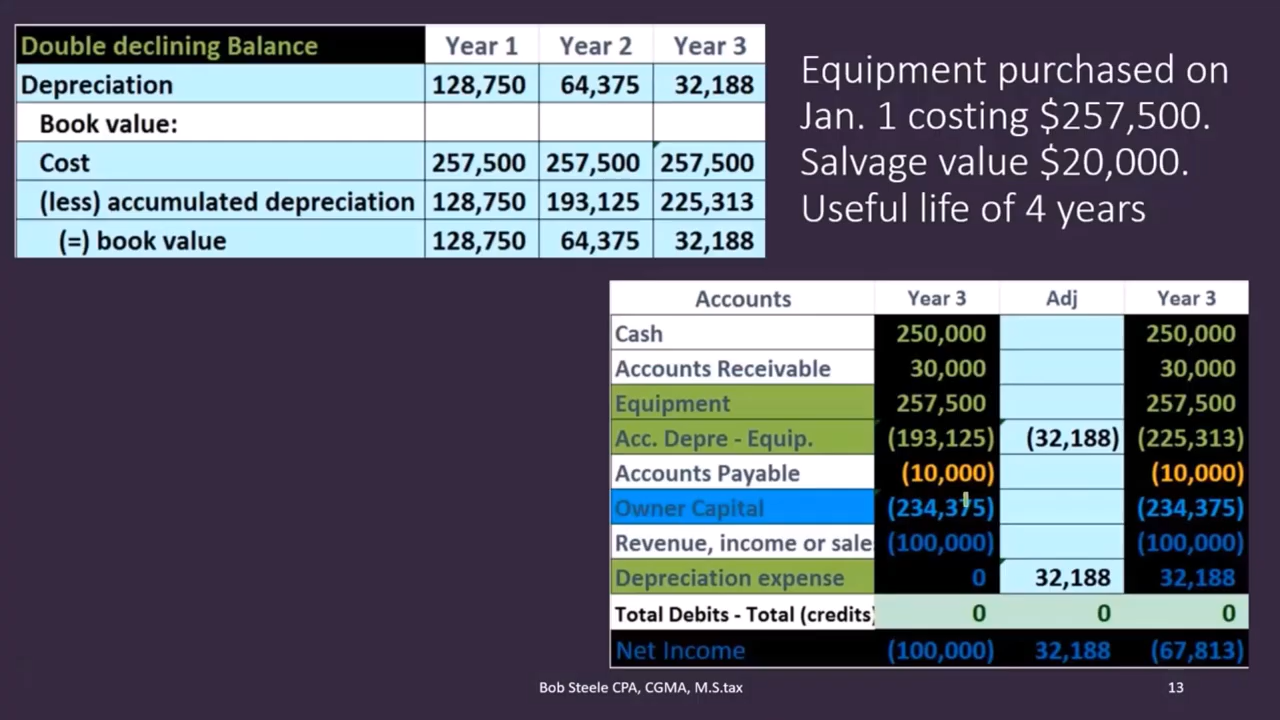 Double declining Balance Year 1 Year 2 Year 3
Depreciation 128,750 64,375 32,188
Book value:
Cost 257,500 257,500 257,500
(less) accumulated depreciation 128,750 193,125 225,313
(=) book value 128,750 64,375 32,188
Equipment purchased on
Jan. 1 costing $257,500.
Salvage value $20,000.
Useful life of 4 years
Accounts Year 3 Adj Year 3
Cash 250,000 250,000
Accounts Receivable 30,000 30,000
Equipment 257,500 257,500
Acc. Depre - Equip. (193,125) (32,188) (225,313)
Accounts Payable (10,000) (10,000)
Owner Capital (234,375) (234,375)
Revenue, income or sale (100,000) (100,000)
Depreciation expense 0 32,188 32,188
Total Debits - Total (credits) 0 0 0
Net Income (100,000) 32,188 (67,813)
Bob Steele CPA, CGMA, M.S.tax 13